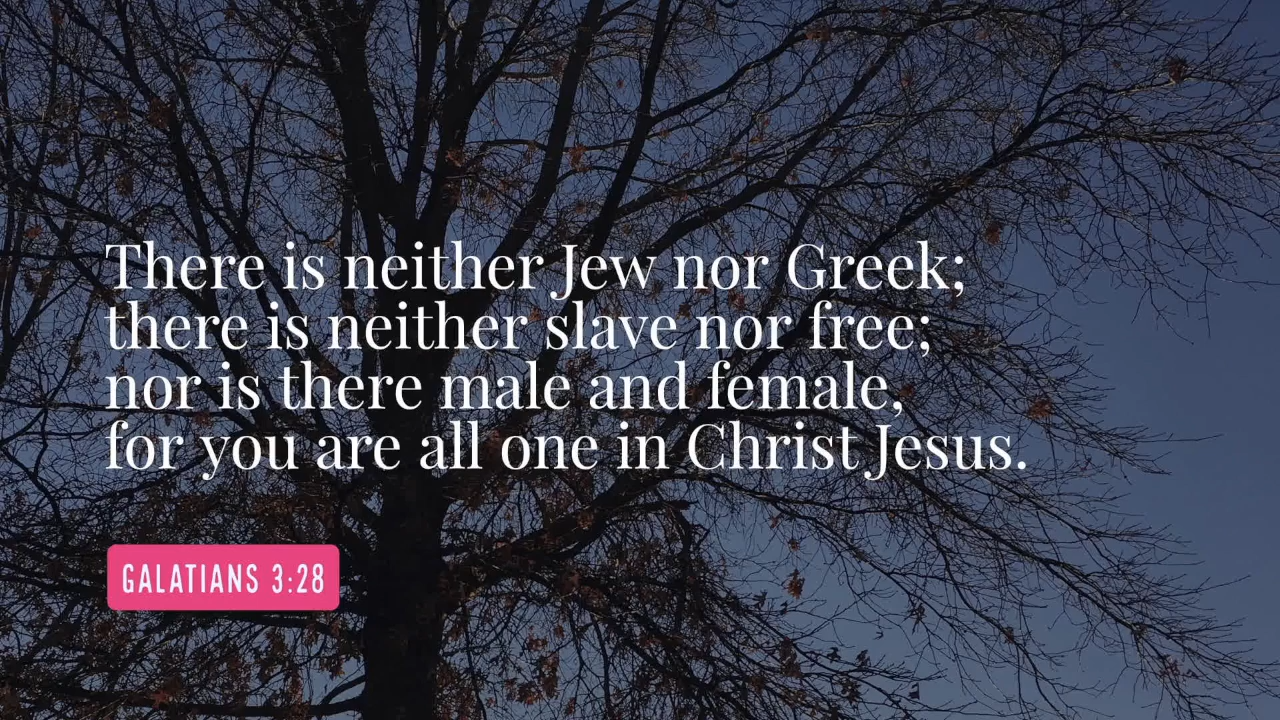 There is neither Jew nor Greek;
there is neither slave nor free;
nor is there male and female,
for you are all one in Christ Jesus.
GALATIANS 3:28